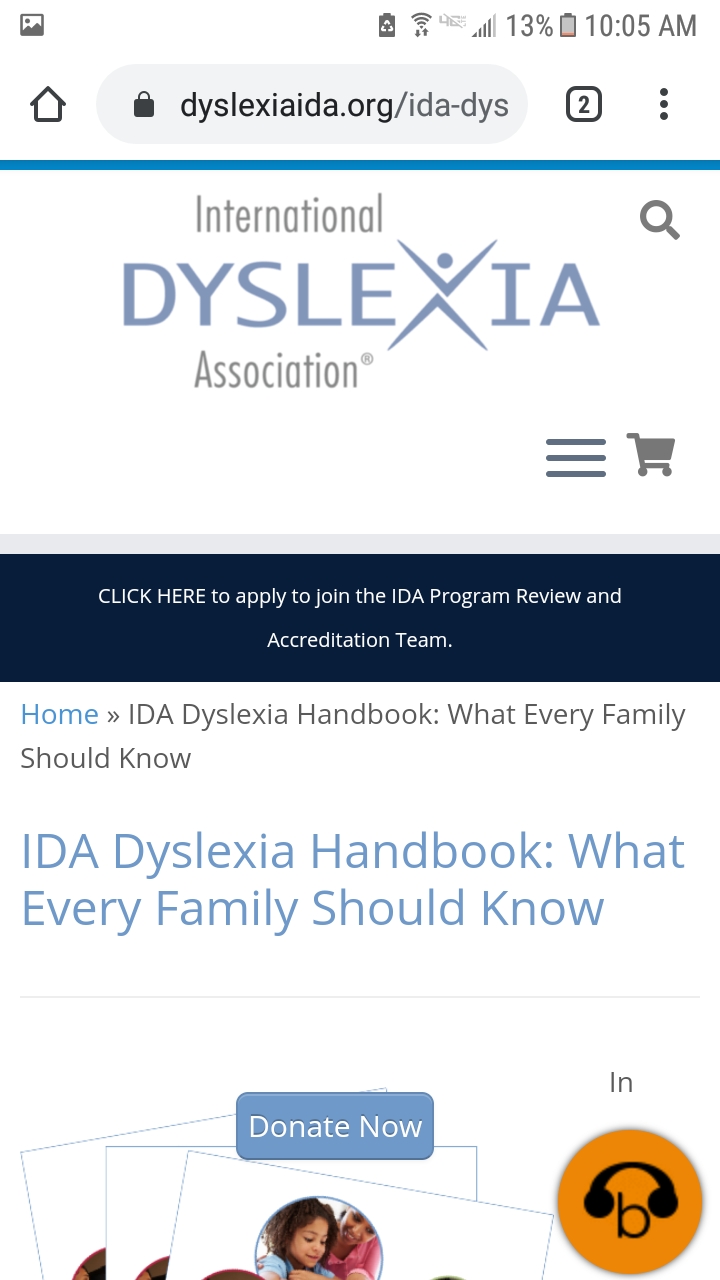 13% 10:05 AM
dyslexiaida.org/ida-dys
2
International
DYSLEXIA
Association®
CLICK HERE to apply to join the IDA Program Review and
Accreditation Team.
Home » IDA Dyslexia Handbook: What Every Family
Should Know
IDA Dyslexia Handbook: What
Every Family Should Know
In
Donate Now
b